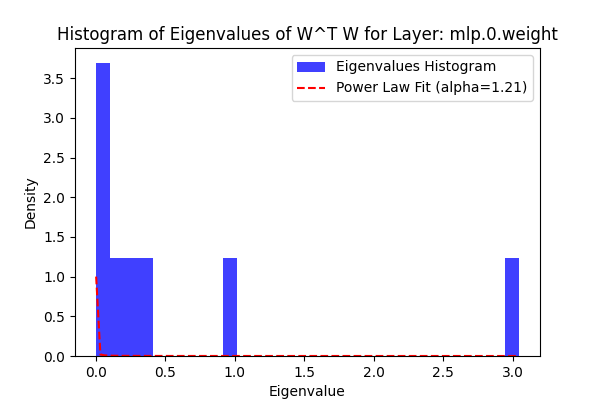 Histogram of Eigenvalues of W^T W for Layer: mlp.0.weight
Eigenvalues Histogram
Power Law Fit (alpha=1.21)
Density
3.5
3.0
2.5
2.0
1.5
1.0
0.5
0.0
0.0 0.5 1.0 1.5 2.0 2.5 3.0
Eigenvalue